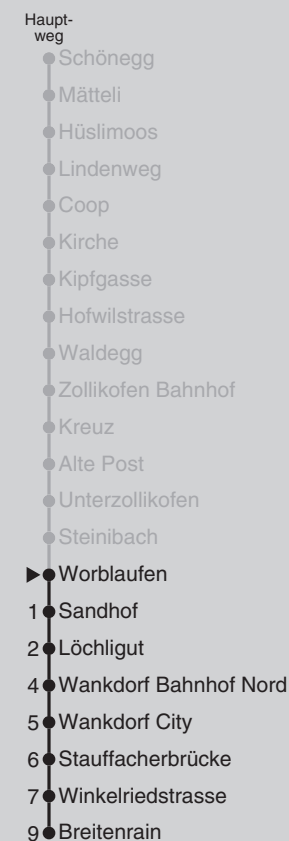 Haupt-
weg
Schönegg
Mätteli
Hüslimoos
Lindenweg
Coop
Kirche
Kipfgasse
Hofwilstrasse
Waldegg
Zollikofen Bahnhof
Kreuz
Alte Post
Unterzollikofen
Steinibach
Worblaufen
1 Sandhof
2 Löchligut
4 Wankdorf Bahnhof Nord
5 Wankdorf City
6 Stauffacherbrücke
7 Winkelriedstrasse
9 Breitenrain